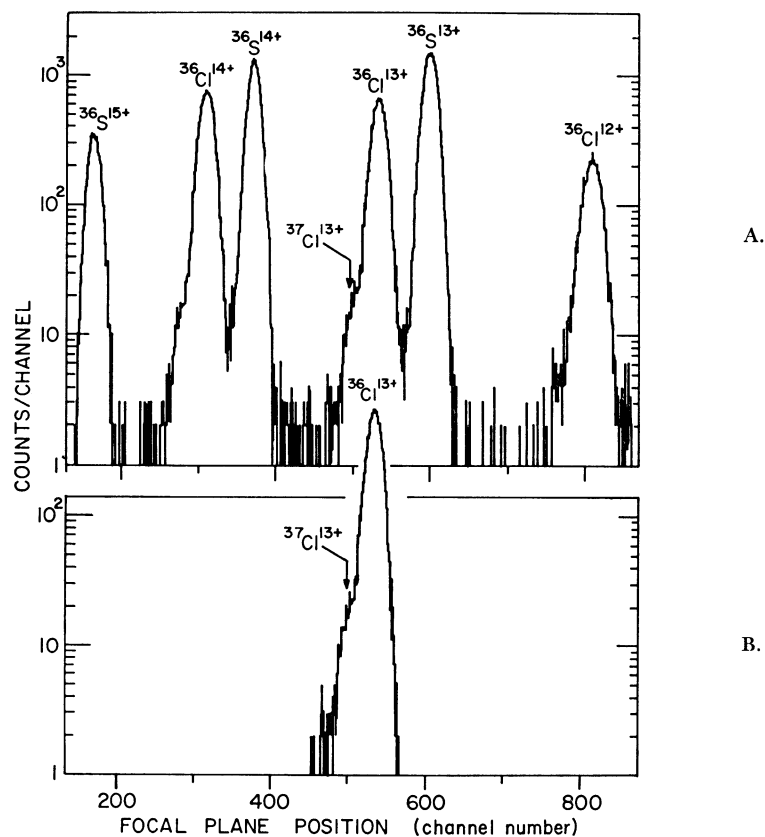 ³⁶S¹⁵⁺
³⁶Cl¹⁴⁺
³⁶S¹⁴⁺
³⁶Cl¹³⁺
³⁶S¹³⁺
³⁶Cl¹²⁺
³⁷Cl¹³⁺
10³
10²
10
1
A.
COUNTS/CHANNEL
³⁶Cl¹³⁺
³⁷Cl¹³⁺
10²
10
1
B.
200 400 600 800
FOCAL PLANE POSITION (channel number)